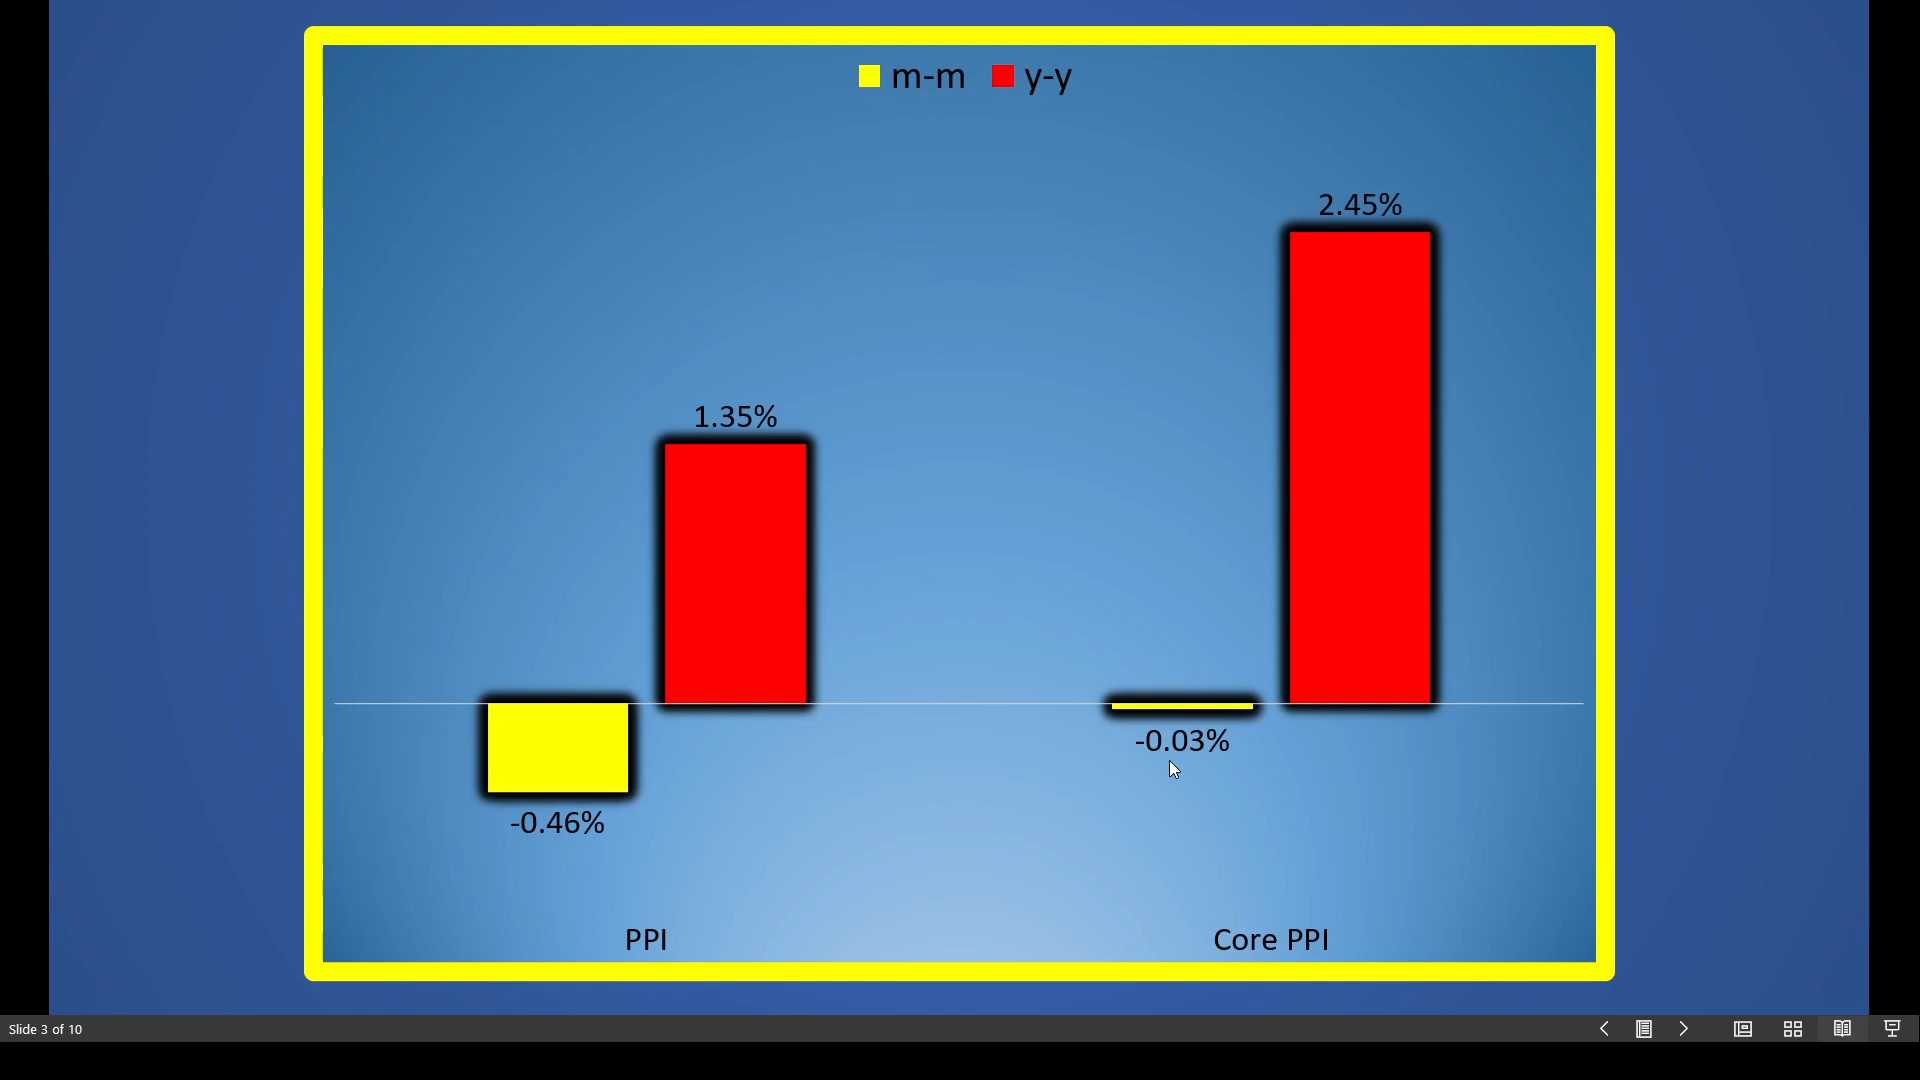 m-m y-y
2.45%
1.35%
-0.03%
-0.46%
PPI Core PPI
Slide 3 of 10